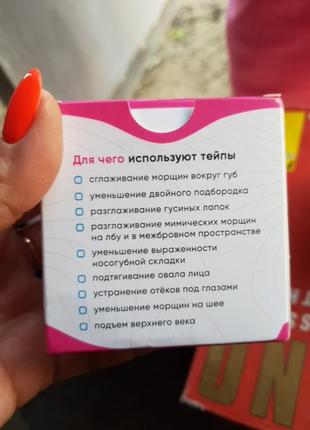 Для чего используют тейпы
сглаживание морщин вокруг губ
уменьшение двойного подбородка
разглаживание гусиных лапок
разглаживание мимических морщин
на лбу и в межбровном пространстве
уменьшение выраженности
носогубной складки
подтягивание овала лица
устранение отёков под глазами
уменьшение морщин на шее
подъем верхнего века